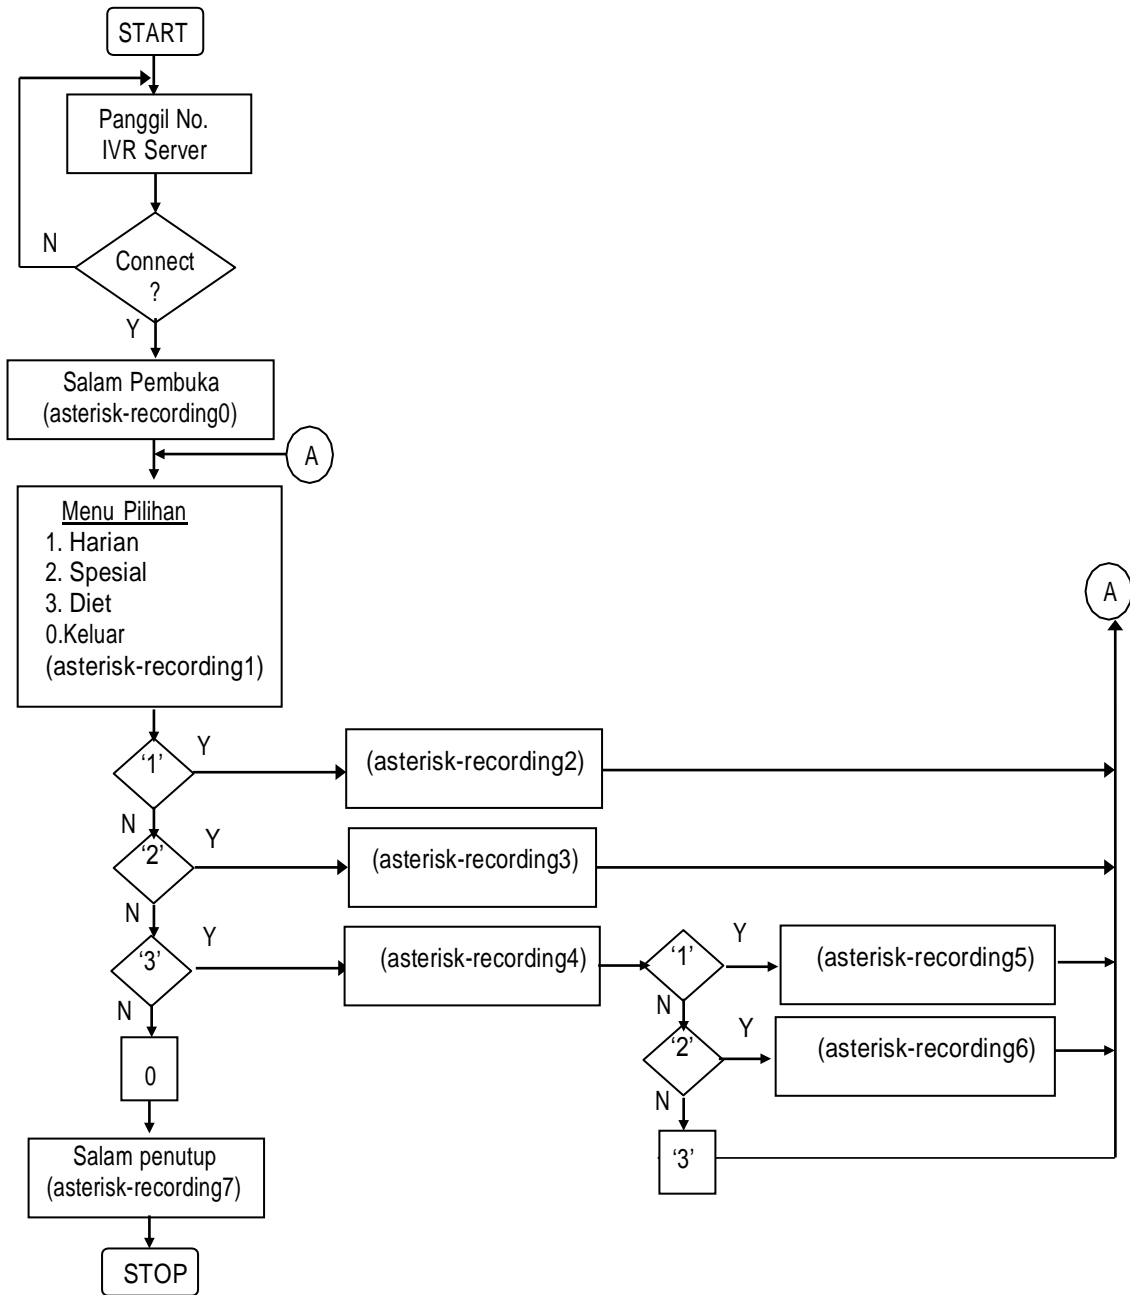 START
Panggil No.
IVR Server
N
Connect
?
Y
Salam Pembuka
(asterisk-recording0)
A
Menu Pilihan
1. Harian
2. Spesial
3. Diet
0.Keluar
(asterisk-recording1)
A
‘1’
Y
(asterisk-recording2)
N
‘2’
Y
(asterisk-recording3)
N
‘3’
Y
(asterisk-recording4)
‘1’
Y
(asterisk-recording5)
N
N
‘2’
Y
(asterisk-recording6)
0
N
‘3’
Salam penutup
(asterisk-recording7)
STOP